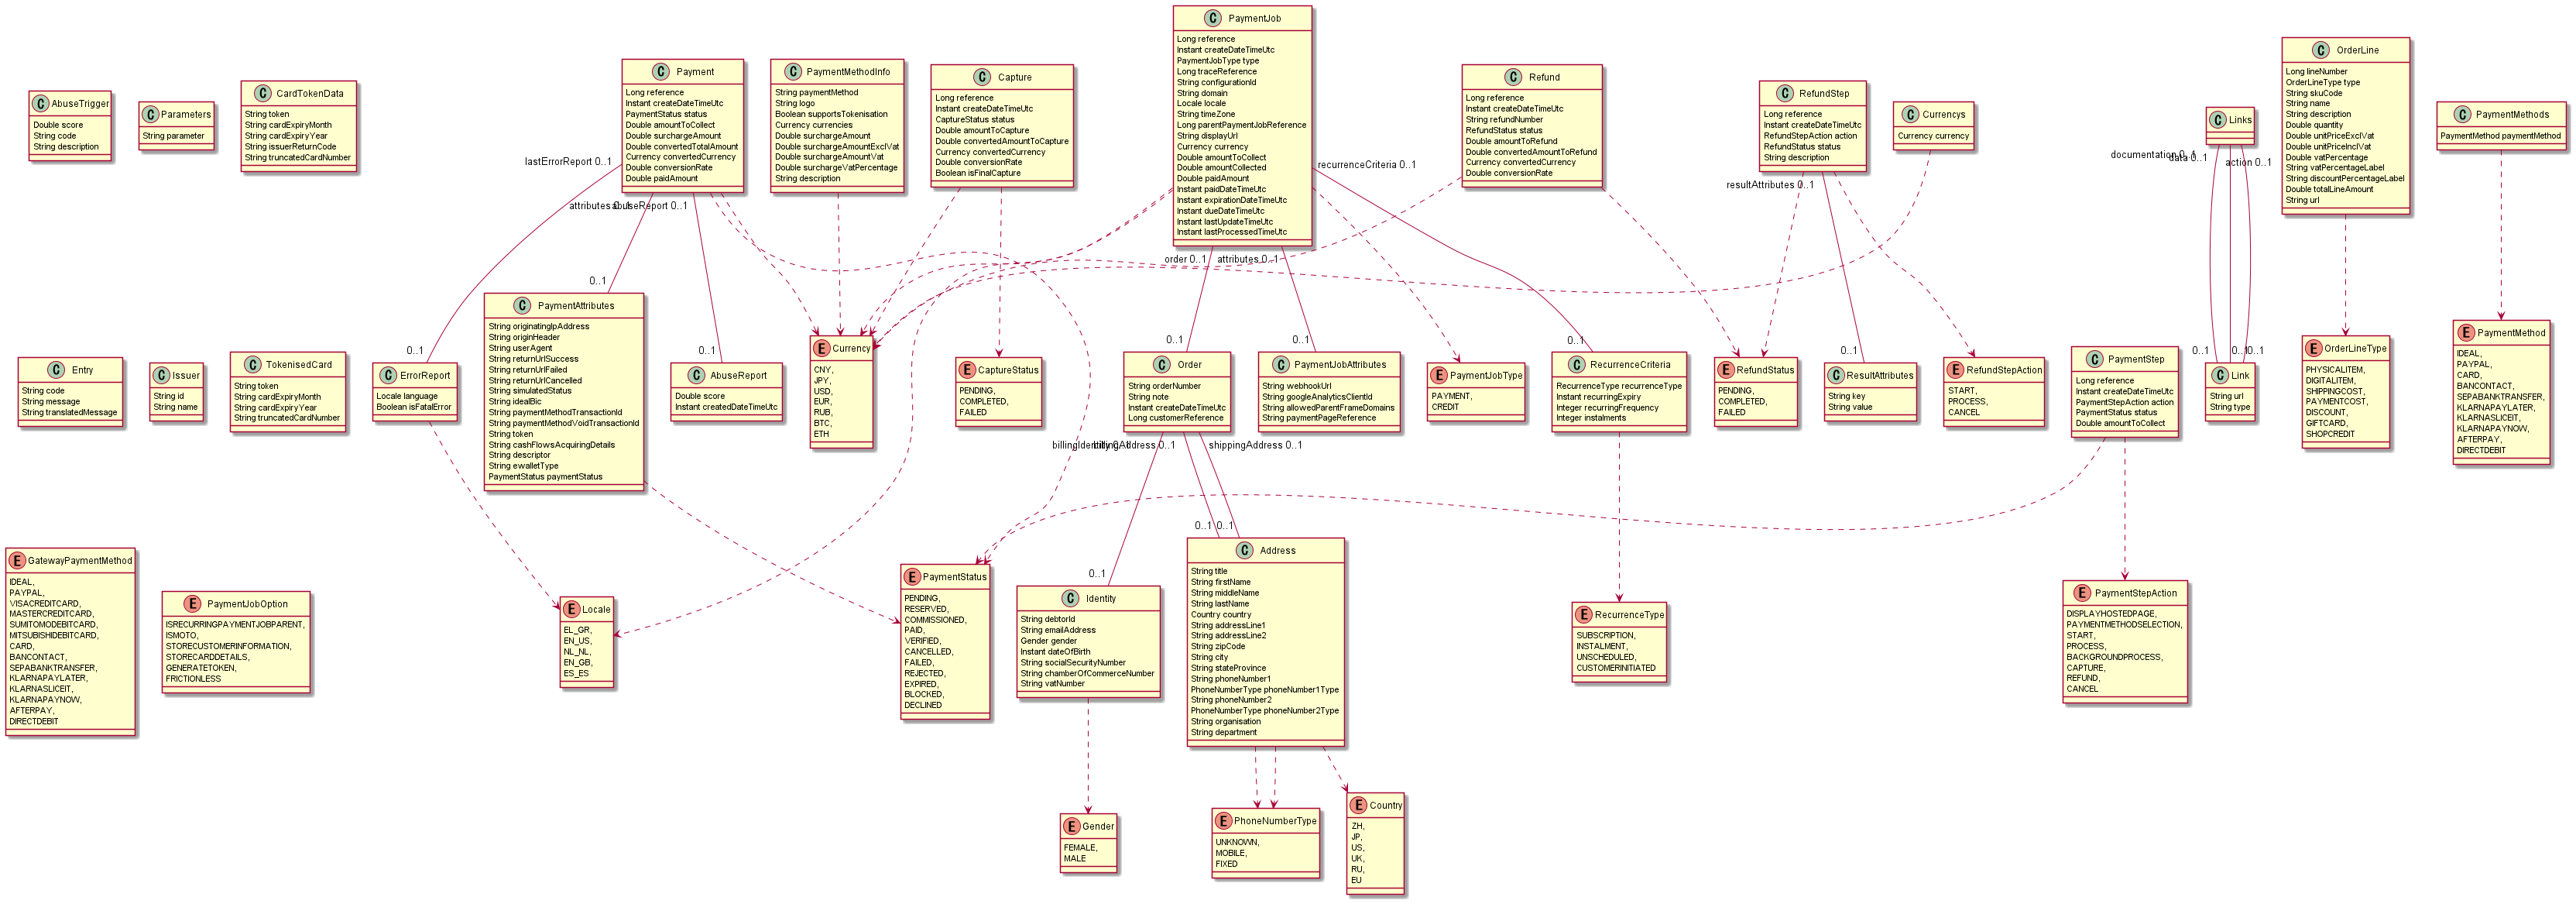 C AbuseTrigger
Double score
String code
String description
C Parameters
String parameter
C CardTokenData
String token
String cardExpiryMonth
String cardExpiryYear
String issuerReturnCode
String truncatedCardNumber
C Payment
Long reference
Instant createDateTimeUtc
PaymentStatus status
Double amountToCollect
Double surchargeAmount
Double convertedTotalAmount
Currency convertedCurrency
Double conversionRate
Double paidAmount
C PaymentMethodInfo
String paymentMethod
String logo
Boolean supportsTokenisation
Currency currencies
Double surchargeAmount
Double surchargeAmountExclVat
Double surchargeAmountVat
Double surchargeVatPercentage
String description
C Capture
Long reference
Instant createDateTimeUtc
CaptureStatus status
Double amountToCapture
Double convertedAmountToCapture
Currency convertedCurrency
Double conversionRate
Boolean isFinalCapture
C PaymentJob
Long reference
Instant createDateTimeUtc
PaymentJobType type
Long traceReference
String configurationId
String domain
Locale locale
String timeZone
Long parentPaymentJobReference
String displayUrl
Currency currency
Double amountToCollect
Double amountCollected
Double paidAmount
Instant paidDateTimeUtc
Instant expirationDateTimeUtc
Instant dueDateTimeUtc
Instant lastUpdateTimeUtc
Instant lastProcessedTimeUtc
C Refund
Long reference
Instant createDateTimeUtc
String refundNumber
RefundStatus status
Double amountToRefund
Double convertedAmountToRefund
Currency convertedCurrency
Double conversionRate
C RefundStep
Long reference
Instant createDateTimeUtc
RefundStepAction action
RefundStatus status
String description
C Currencys
Currency currency
C Links
C OrderLine
Long lineNumber
OrderLineType type
String skuCode
String name
String description
Double quantity
Double unitPriceExclVat
Double unitPriceInclVat
Double vatPercentage
String vatPercentageLabel
String discountPercentageLabel
Double totalLineAmount
String url
C PaymentMethods
PaymentMethod paymentMethod
lastErrorReport 0..1
attributes 0..1
abuseReport 0..1
recurrenceCriteria 0..1
order 0..1
attributes 0..1
resultAttributes 0..1
documentation 0..1
data 0..1
action 0..1
C Entry
String code
String message
String translatedMessage
C Issuer
String id
String name
C TokenisedCard
String token
String cardExpiryMonth
String cardExpiryYear
String truncatedCardNumber
0..1
C ErrorReport
Locale language
Boolean isFatalError
0..1
C PaymentAttributes
String originatingIpAddress
String originHeader
String userAgent
String returnUrlSuccess
String returnUrlFailed
String returnUrlCancelled
String simulatedStatus
String idealBic
String paymentMethodTransactionId
String paymentMethodVoidTransactionId
String token
String cashFlowsAcquiringDetails
String descriptor
String ewalletType
PaymentStatus paymentStatus
0..1
C AbuseReport
Double score
Instant createdDateTimeUtc
E Currency
CNY,
JPY,
USD,
EUR,
RUB,
BTC,
ETH
E CaptureStatus
PENDING,
COMPLETED,
FAILED
0..1
C Order
String orderNumber
String note
Instant createDateTimeUtc
Long customerReference
0..1
C PaymentJobAttributes
String webhookUrl
String googleAnalyticsClientId
String allowedParentFrameDomains
String paymentPageReference
E PaymentJobType
PAYMENT,
CREDIT
0..1
C RecurrenceCriteria
RecurrenceType recurrenceType
Instant recurringExpiry
Integer recurringFrequency
Integer instalments
E RefundStatus
PENDING,
COMPLETED,
FAILED
0..1
C ResultAttributes
String key
String value
E RefundStepAction
START,
PROCESS,
CANCEL
C PaymentStep
Long reference
Instant createDateTimeUtc
PaymentStepAction action
PaymentStatus status
Double amountToCollect
0..1
0..1
0..1
C Link
String url
String type
E OrderLineType
PHYSICALITEM,
DIGITALITEM,
SHIPPINGCOST,
PAYMENTCOST,
DISCOUNT,
GIFTCARD,
SHOPCREDIT
E PaymentMethod
IDEAL,
PAYPAL,
CARD,
BANCONTACT,
SEPABANKTRANSFER,
KLARNAPAYLATER,
KLARNASLICEIT,
KLARNAPAYNOW,
AFTERPAY,
DIRECTDEBIT
billingIdentity 0..1
billingAddress 0..1
shippingAddress 0..1
E GatewayPaymentMethod
IDEAL,
PAYPAL,
VISACREDITCARD,
MASTERCREDITCARD,
SUMITOMODEBITCARD,
MITSUBISHIDEBITCARD,
CARD,
BANCONTACT,
SEPABANKTRANSFER,
KLARNAPAYLATER,
KLARNASLICEIT,
KLARNAPAYNOW,
AFTERPAY,
DIRECTDEBIT
E PaymentJobOption
ISRECURRINGPAYMENTJOBPARENT,
ISMOTO,
STORECUSTOMERINFORMATION,
STORECARDDETAILS,
GENERATETOKEN,
FRICTIONLESS
E Locale
EL_GR,
EN_US,
NL_NL,
EN_GB,
ES_ES
E PaymentStatus
PENDING,
RESERVED,
COMMISSIONED,
PAID,
VERIFIED,
CANCELLED,
FAILED,
REJECTED,
EXPIRED,
BLOCKED,
DECLINED
0..1
C Identity
String debtorId
String emailAddress
Gender gender
Instant dateOfBirth
String socialSecurityNumber
String chamberOfCommerceNumber
String vatNumber
0..1
0..1
C Address
String title
String firstName
String middleName
String lastName
Country country
String addressLine1
String addressLine2
String zipCode
String city
String stateProvince
String phoneNumber1
PhoneNumberType phoneNumber1Type
String phoneNumber2
PhoneNumberType phoneNumber2Type
String organisation
String department
E RecurrenceType
SUBSCRIPTION,
INSTALMENT,
UNSCHEDULED,
CUSTOMERINITIATED
E PaymentStepAction
DISPLAYHOSTEDPAGE,
PAYMENTMETHODSELECTION,
START,
PROCESS,
BACKGROUNDPROCESS,
CAPTURE,
REFUND,
CANCEL
E Gender
FEMALE,
MALE
E PhoneNumberType
UNKNOWN,
MOBILE,
FIXED
E Country
ZH,
JP,
US,
UK,
RU,
EU